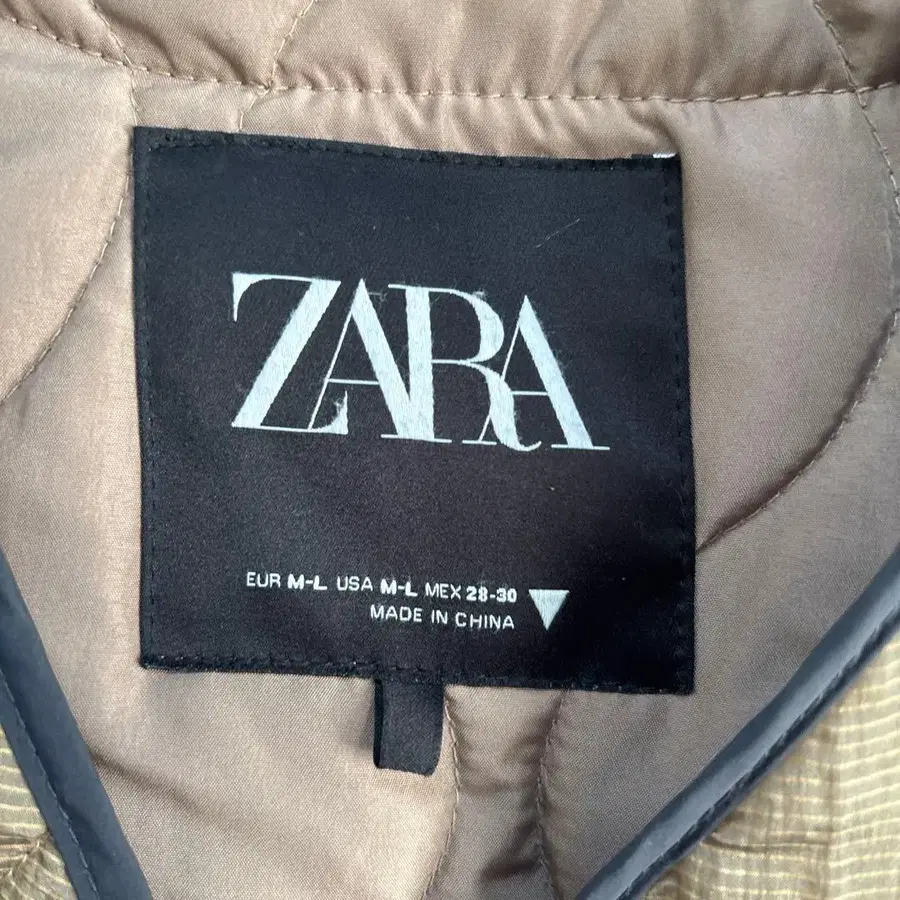 ZARA
EUR M-L USA M-L MEX 28-30
MADE IN CHINA